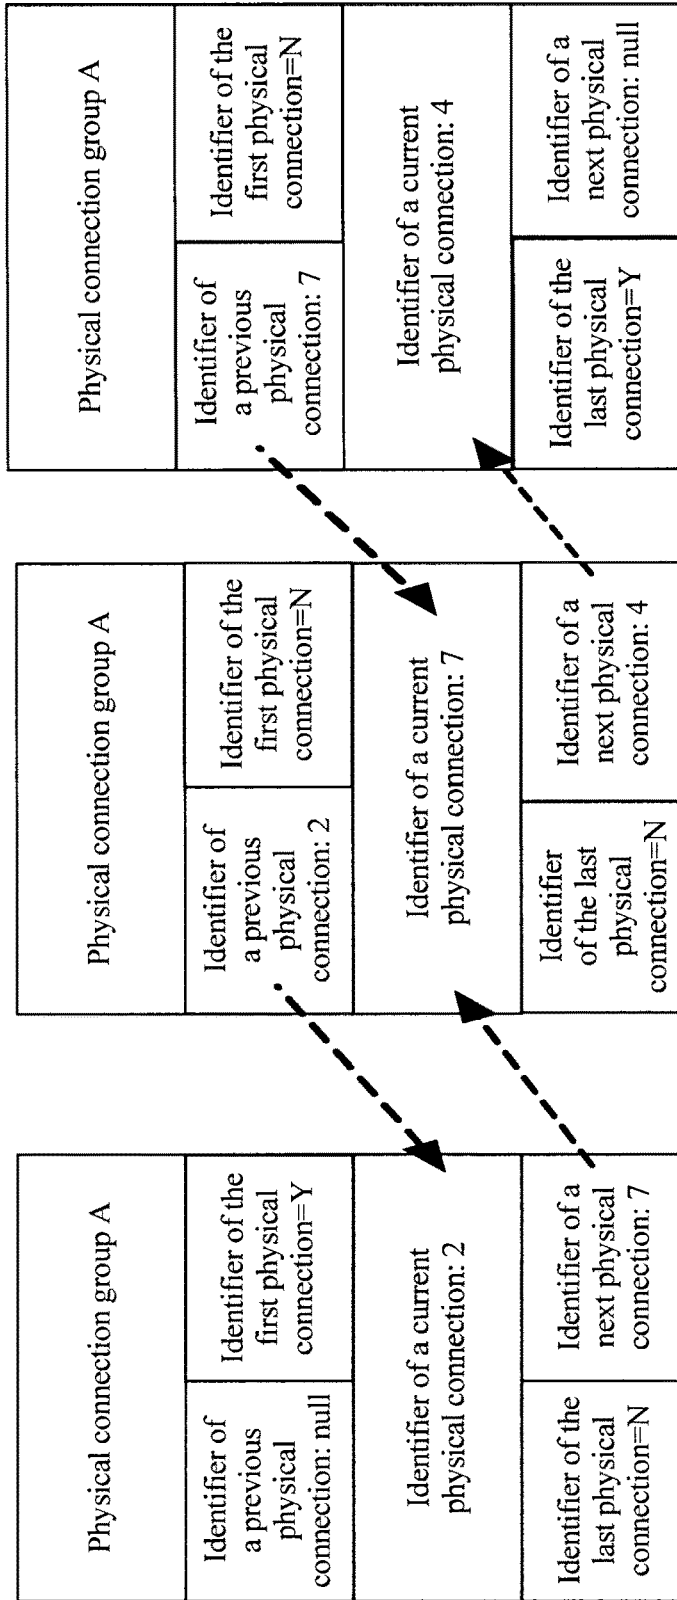 Physical connection group A
Identifier of
a previous
physical
connection: null
Identifier of the
first physical
connection=Y
Identifier of a current
physical connection: 2
Identifier of the
last physical
connection=N
Identifier of a
next physical
connection: 7
Physical connection group A
Identifier of
a previous
physical
connection: 2
Identifier of the
first physical
connection=N
Identifier of a current
physical connection: 7
Identifier
of the last
physical
connection=N
Identifier of a
next physical
connection: 4
Physical connection group A
Identifier of
a previous
physical
connection: 7
Identifier of the
first physical
connection=N
Identifier of a current
physical connection: 4
Identifier of the
last physical
connection=Y
Identifier of a
next physical
connection: null